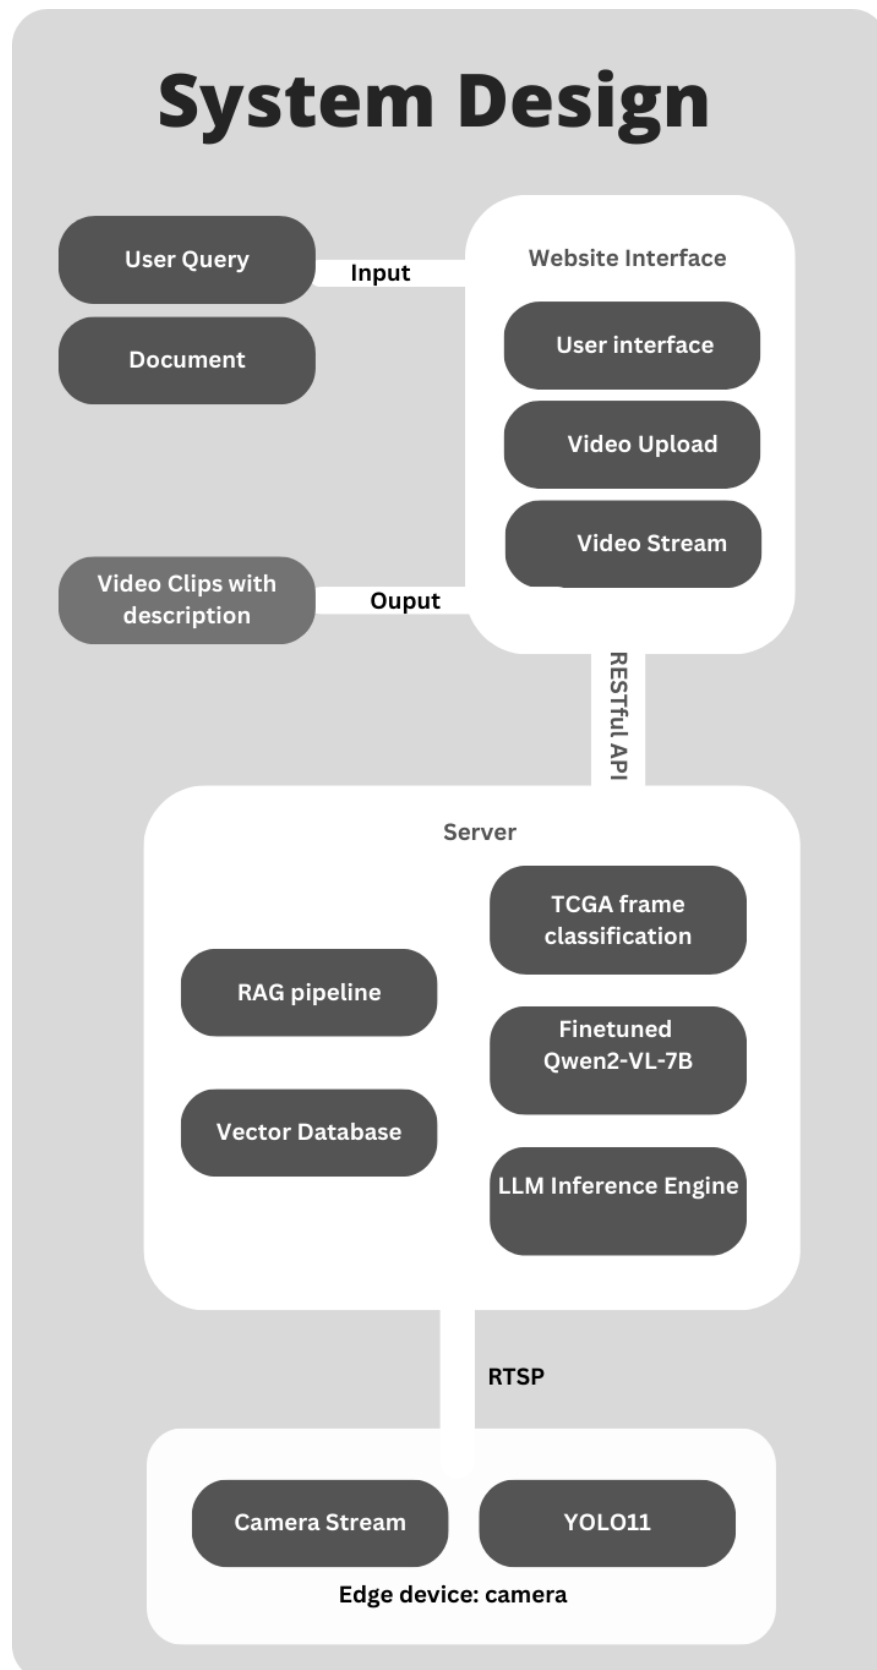 System Design
User Query
Input
Document
Website Interface
User interface
Video Upload
Video Stream
Video Clips with
description
Ouput
RESTful API
Server
TCGA frame
classification
RAG pipeline
Finetuned
Qwen2-VL-7B
Vector Database
LLM Inference Engine
RTSP
Camera Stream
YOLO11
Edge device: camera